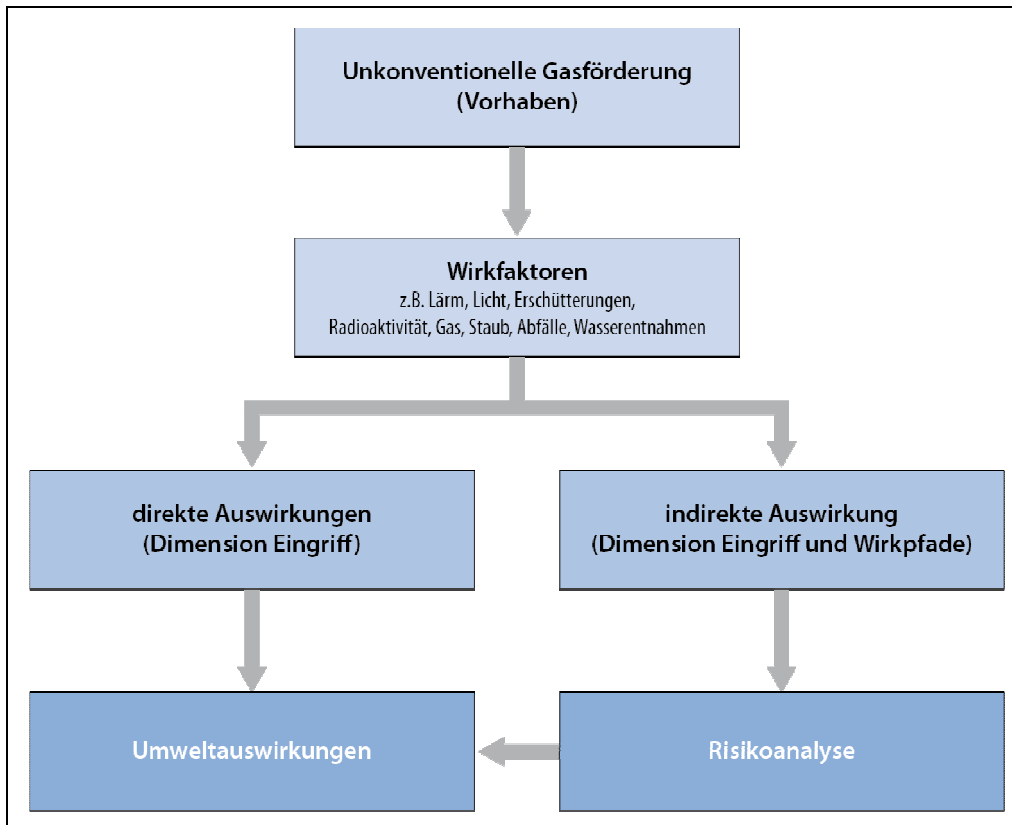 Unkonventionelle Gasförderung
(Vorhaben)
Wirkfaktoren
z.B. Lärm, Licht, Erschütterungen,
Radioaktivität, Gas, Staub, Abfälle, Wasserentnahmen
direkte Auswirkungen
(Dimension Eingriff)
indirekte Auswirkung
(Dimension Eingriff und Wirkpfade)
Umweltauswirkungen
Risikoanalyse